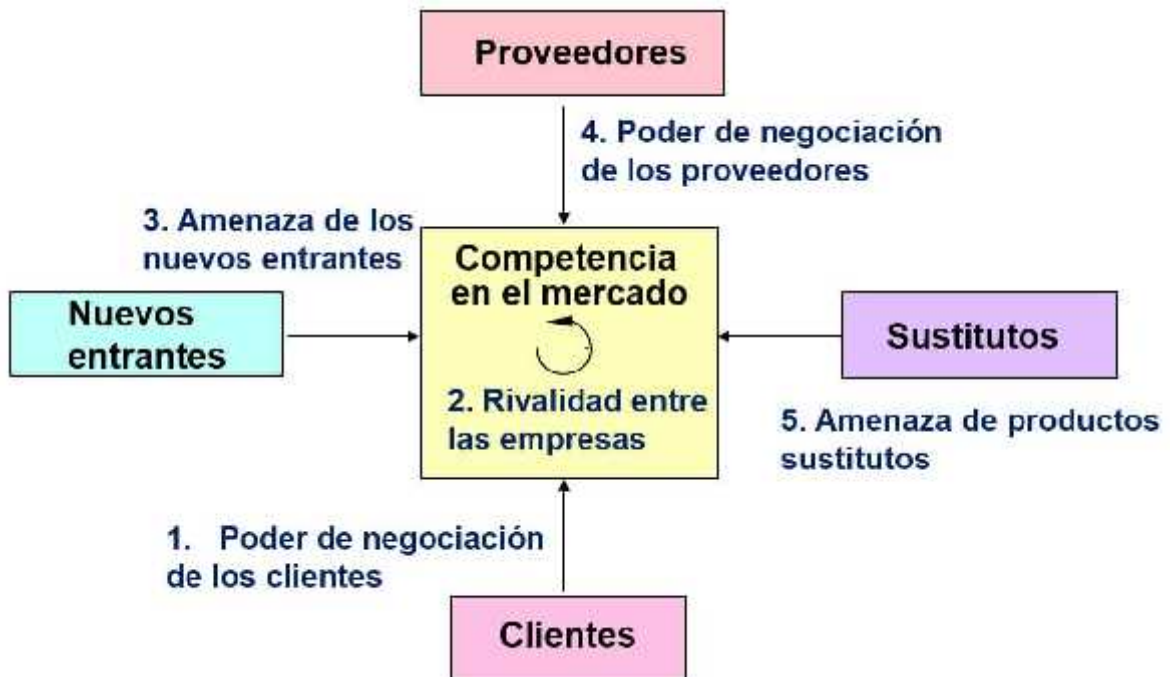 Proveedores
4. Poder de negociación
de los proveedores
3. Amenaza de los
nuevos entrantes
Competencia
en el mercado
Nuevos
entrantes
Sustitutos
2. Rivalidad entre
las empresas
5. Amenaza de productos
sustitutos
1. Poder de negociación
de los clientes
Clientes